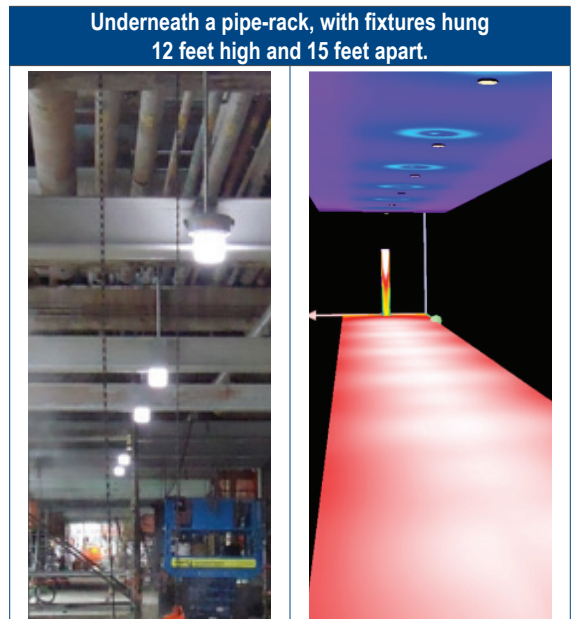 Underneath a pipe-rack, with fixtures hung
12 feet high and 15 feet apart.